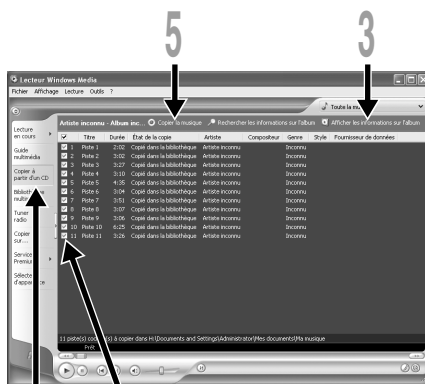 5
3
Lecteur Windows Media
Fichier Affichage Lecture Outils ?
Toute la
Artiste inconnu - Album inc... Copier la musique Rechercher les informations sur l'album Afficher les informations sur l'album
Titre Durée État de la copie Artiste Compositeur Genre Style Fournisseur de données
1 Piste 1 2:02 Copié dans la bibliothèque Artiste inconnu Inconnu
2 Piste 2 3:02 Copié dans la bibliothèque Artiste inconnu Inconnu
3 Piste 3 3:27 Copié dans la bibliothèque Artiste inconnu Inconnu
4 Piste 4 3:10 Copié dans la bibliothèque Artiste inconnu Inconnu
5 Piste 5 4:35 Copié dans la bibliothèque Artiste inconnu Inconnu
6 Piste 6 3:04 Copié dans la bibliothèque Artiste inconnu Inconnu
7 Piste 7 3:51 Copié dans la bibliothèque Artiste inconnu Inconnu
8 Piste 8 3:07 Copié dans la bibliothèque Artiste inconnu Inconnu
9 Piste 9 3:06 Copié dans la bibliothèque Artiste inconnu Inconnu
10 Piste 10 6:25 Copié dans la bibliothèque Artiste inconnu Inconnu
11 Piste 11 3:26 Copié dans la bibliothèque Artiste inconnu Inconnu
Lecture
en cours
Guide
multimédia
Copier à
partir d'un CD
Tuner
radio
Copier
sur...
Service
Premium
11 piste(s) à copier dans H:\Documents and Settings\Administrator\Mes documents\Ma musique
Prêt